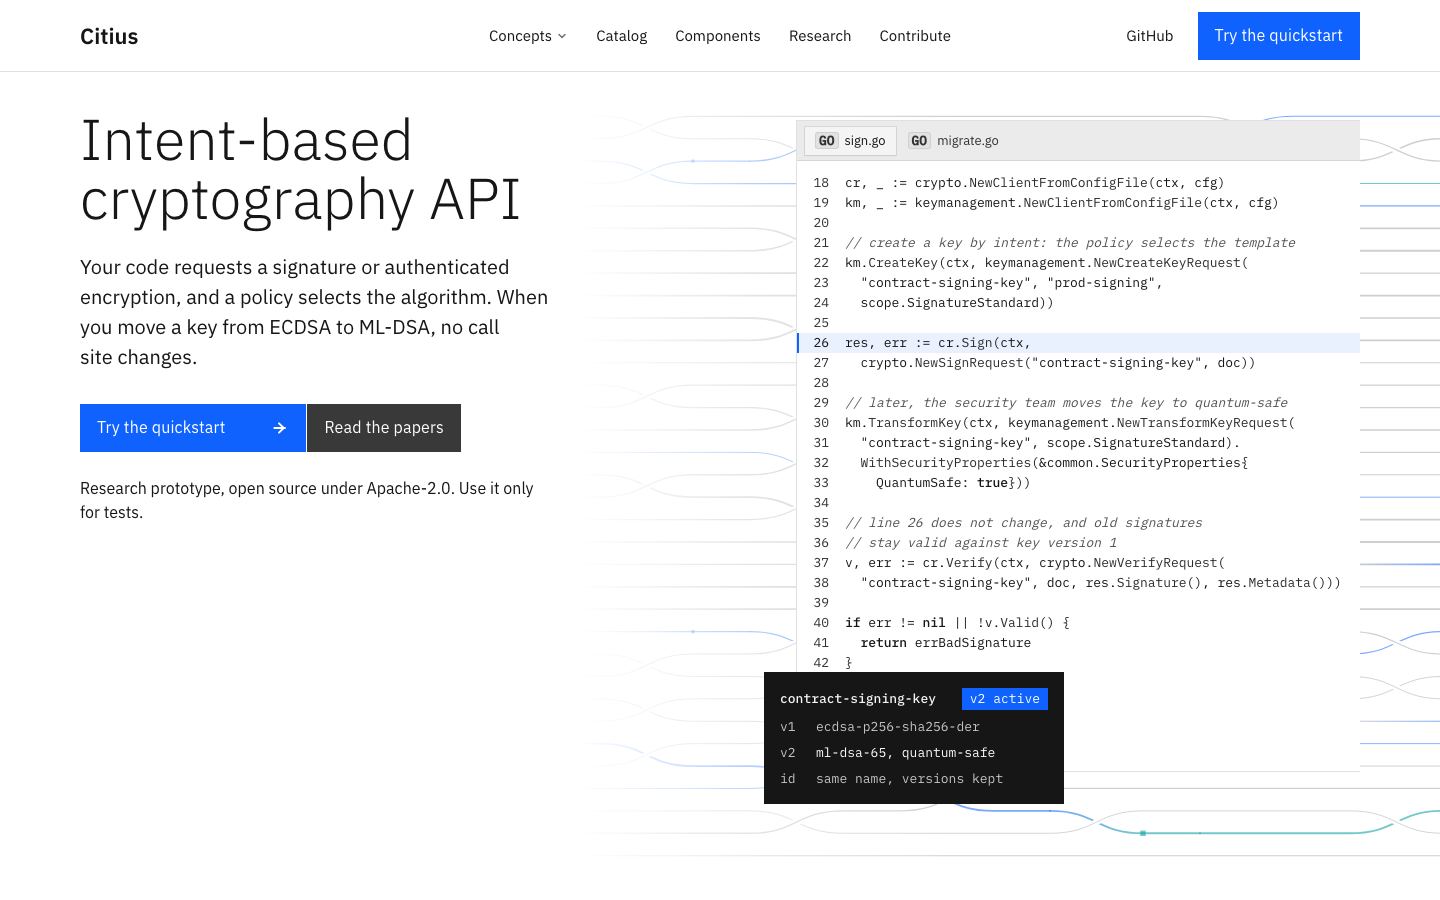 Citius
Concepts
Catalog
Components
Research
Contribute
GitHub
Try the quickstart
Intent-based
cryptography API
Your code requests a signature or authenticated
encryption, and a policy selects the algorithm. When
you move a key from ECDSA to ML-DSA, no call
site changes.
Try the quickstart
Read the papers
Research prototype, open source under Apache-2.0. Use it only
for tests.
GO sign.go
GO migrate.go
18 cr, _ := crypto.NewClientFromConfigFile(ctx, cfg)
19 km, _ := keymanagement.NewClientFromConfigFile(ctx, cfg)
20
21 // create a key by intent: the policy selects the template
22 km.CreateKey(ctx, keymanagement.NewCreateKeyRequest(
23   "contract-signing-key", "prod-signing",
24   scope.SignatureStandard))
25
26 res, err := cr.Sign(ctx,
27   crypto.NewSignRequest("contract-signing-key", doc))
28
29 // later, the security team moves the key to quantum-safe
30 km.TransformKey(ctx, keymanagement.NewTransformKeyRequest(
31   "contract-signing-key", scope.SignatureStandard).
32   WithSecurityProperties(&common.SecurityProperties{
33     QuantumSafe: true}))
34
35 // line 26 does not change, and old signatures
36 // stay valid against key version 1
37 v, err := cr.Verify(ctx, crypto.NewVerifyRequest(
38   "contract-signing-key", doc, res.Signature(), res.Metadata()))
39
40 if err != nil || !v.Valid() {
41   return errBadSignature
42 }
contract-signing-key v2 active
v1 ecdsa-p256-sha256-der
v2 ml-dsa-65, quantum-safe
id same name, versions kept